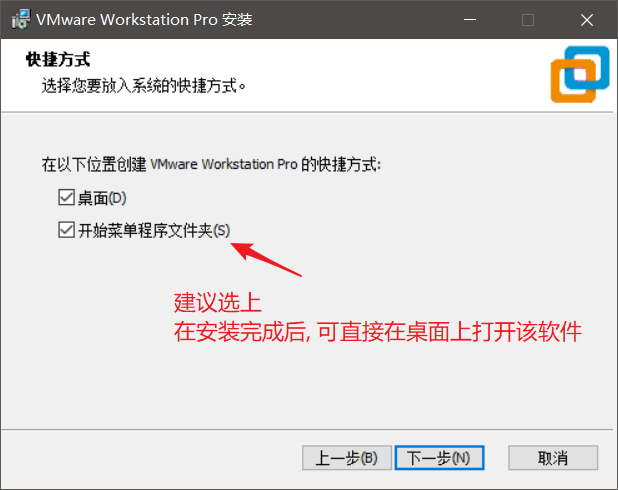 VMware Workstation Pro 安装
快捷方式
选择您要放入系统的快捷方式。
在以下位置创建 VMware Workstation Pro 的快捷方式:
桌面(D)
开始菜单程序文件夹(S)
建议选上
在安装完成后, 可直接在桌面上打开该软件
上一步(B) 下一步(N) 取消